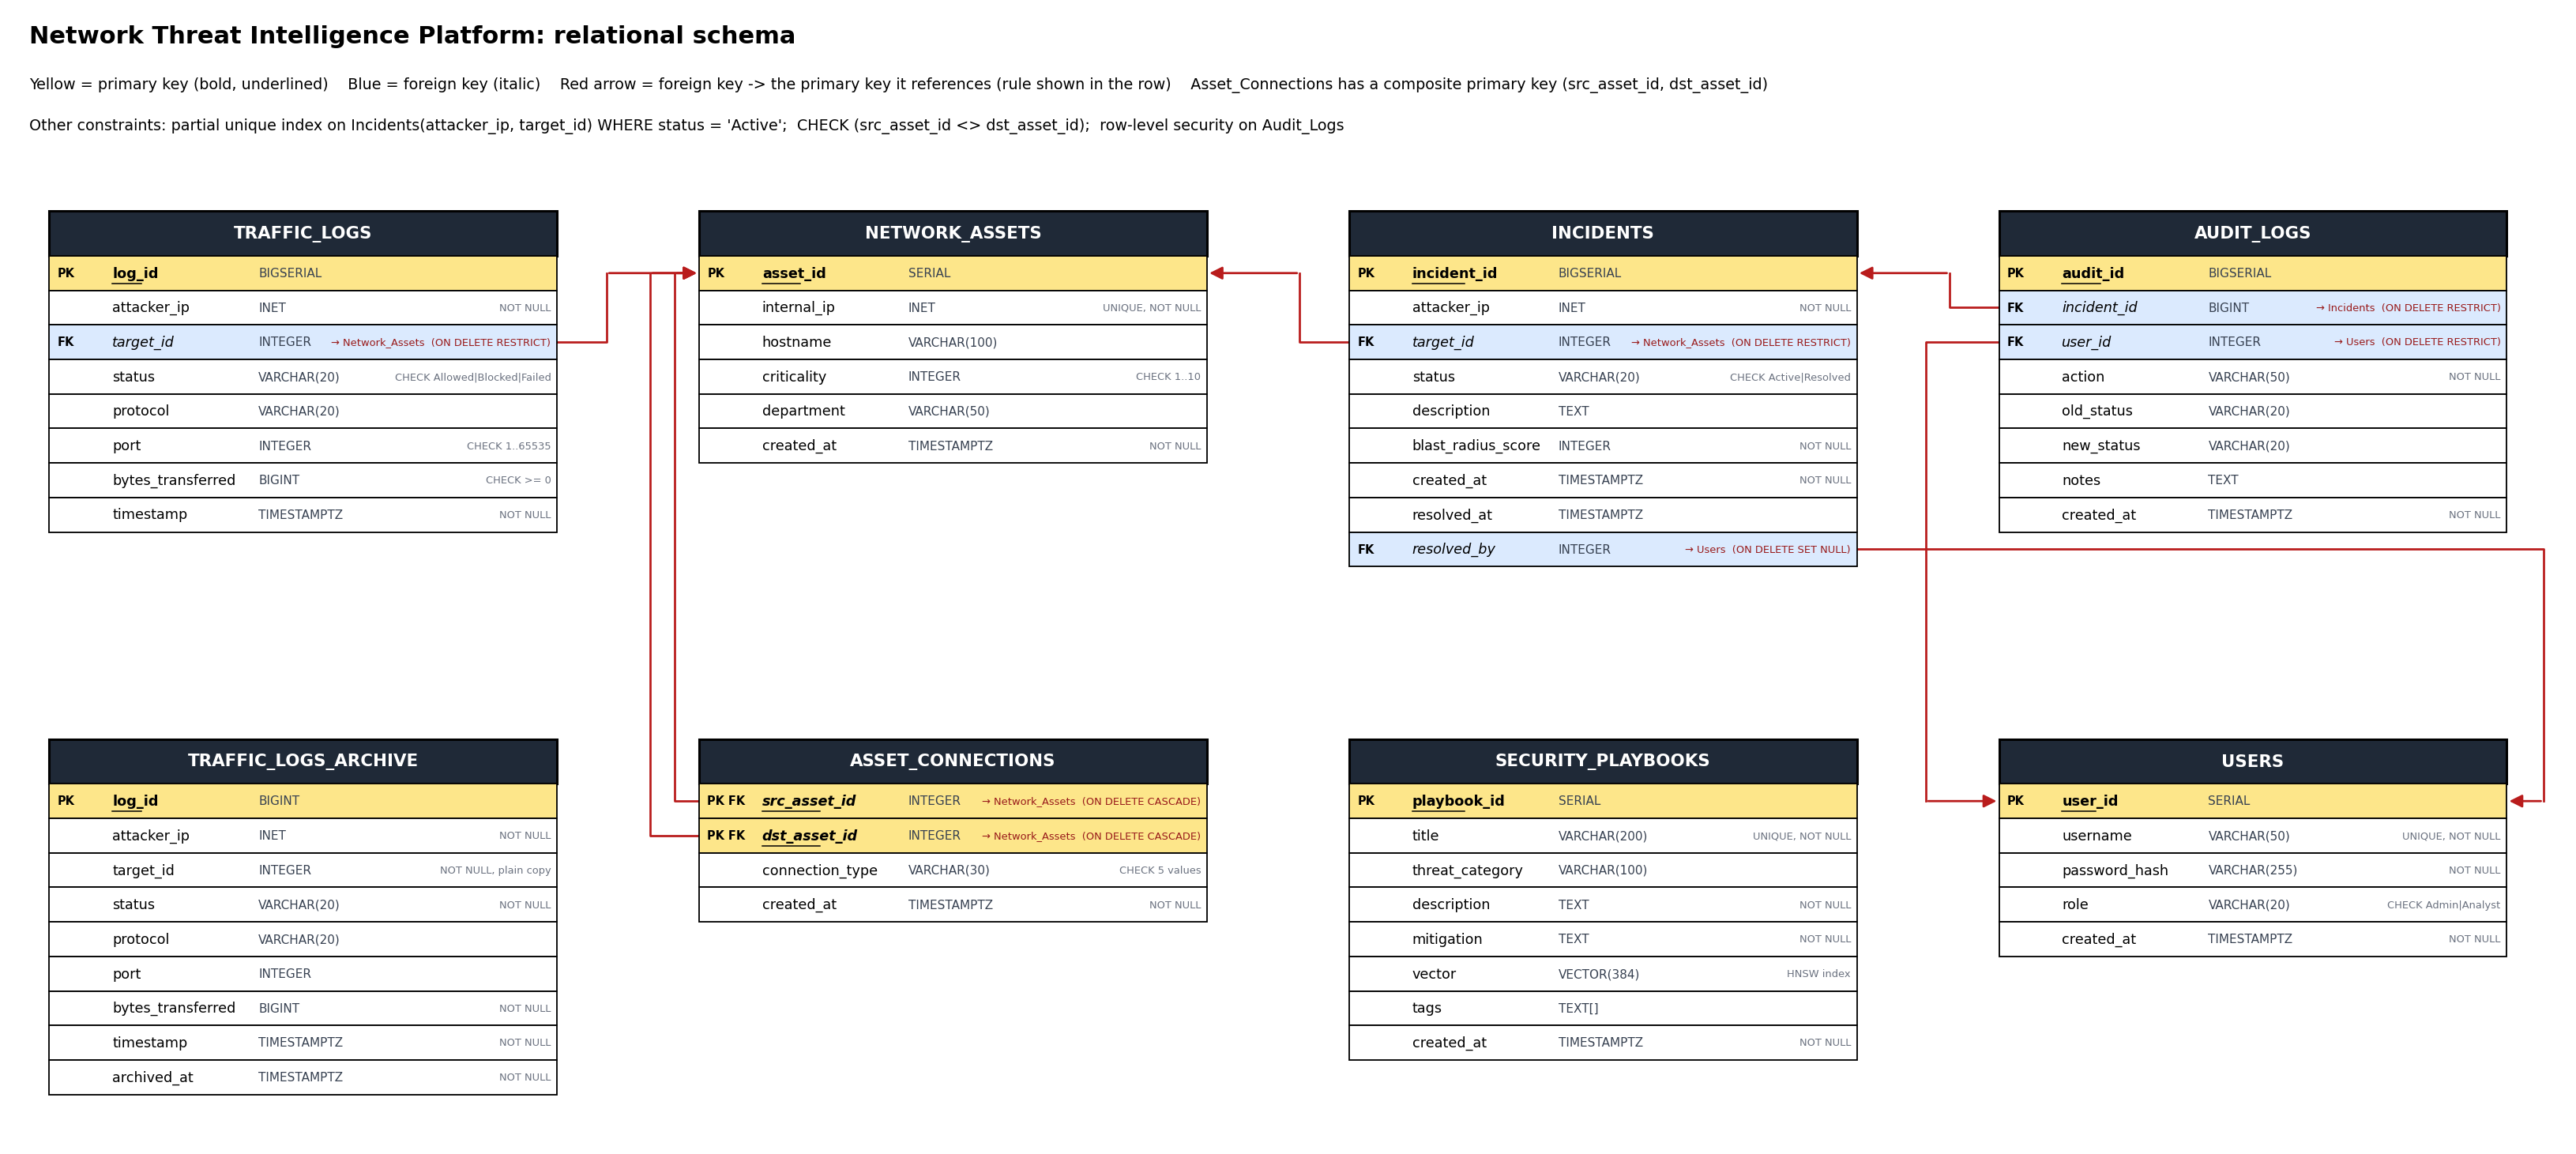 Network Threat Intelligence Platform: relational schema
Yellow = primary key (bold, underlined)    Blue = foreign key (italic)    Red arrow = foreign key -> the primary key it references (rule shown in the row)    Asset_Connections has a composite primary key (src_asset_id, dst_asset_id)
Other constraints: partial unique index on Incidents(attacker_ip, target_id) WHERE status = 'Active';  CHECK (src_asset_id <> dst_asset_id);  row-level security on Audit_Logs
TRAFFIC_LOGS
PK log_id BIGSERIAL
attacker_ip INET NOT NULL
FK target_id INTEGER → Network_Assets (ON DELETE RESTRICT)
status VARCHAR(20) CHECK Allowed|Blocked|Failed
protocol VARCHAR(20)
port INTEGER CHECK 1..65535
bytes_transferred BIGINT CHECK >= 0
timestamp TIMESTAMPTZ NOT NULL
NETWORK_ASSETS
PK asset_id SERIAL
internal_ip INET UNIQUE, NOT NULL
hostname VARCHAR(100)
criticality INTEGER CHECK 1..10
department VARCHAR(50)
created_at TIMESTAMPTZ NOT NULL
INCIDENTS
PK incident_id BIGSERIAL
attacker_ip INET NOT NULL
FK target_id INTEGER → Network_Assets (ON DELETE RESTRICT)
status VARCHAR(20) CHECK Active|Resolved
description TEXT
blast_radius_score INTEGER NOT NULL
created_at TIMESTAMPTZ NOT NULL
resolved_at TIMESTAMPTZ
FK resolved_by INTEGER → Users (ON DELETE SET NULL)
AUDIT_LOGS
PK audit_id BIGSERIAL
FK incident_id BIGINT → Incidents (ON DELETE RESTRICT)
FK user_id INTEGER → Users (ON DELETE RESTRICT)
action VARCHAR(50) NOT NULL
old_status VARCHAR(20)
new_status VARCHAR(20)
notes TEXT
created_at TIMESTAMPTZ NOT NULL
TRAFFIC_LOGS_ARCHIVE
PK log_id BIGINT
attacker_ip INET NOT NULL
target_id INTEGER NOT NULL, plain copy
status VARCHAR(20) NOT NULL
protocol VARCHAR(20)
port INTEGER
bytes_transferred BIGINT NOT NULL
timestamp TIMESTAMPTZ NOT NULL
archived_at TIMESTAMPTZ NOT NULL
ASSET_CONNECTIONS
PK FK src_asset_id INTEGER → Network_Assets (ON DELETE CASCADE)
PK FK dst_asset_id INTEGER → Network_Assets (ON DELETE CASCADE)
connection_type VARCHAR(30) CHECK 5 values
created_at TIMESTAMPTZ NOT NULL
SECURITY_PLAYBOOKS
PK playbook_id SERIAL
title VARCHAR(200) UNIQUE, NOT NULL
threat_category VARCHAR(100)
description TEXT NOT NULL
mitigation TEXT NOT NULL
vector VECTOR(384) HNSW index
tags TEXT[]
created_at TIMESTAMPTZ NOT NULL
USERS
PK user_id SERIAL
username VARCHAR(50) UNIQUE, NOT NULL
password_hash VARCHAR(255) NOT NULL
role VARCHAR(20) CHECK Admin|Analyst
created_at TIMESTAMPTZ NOT NULL